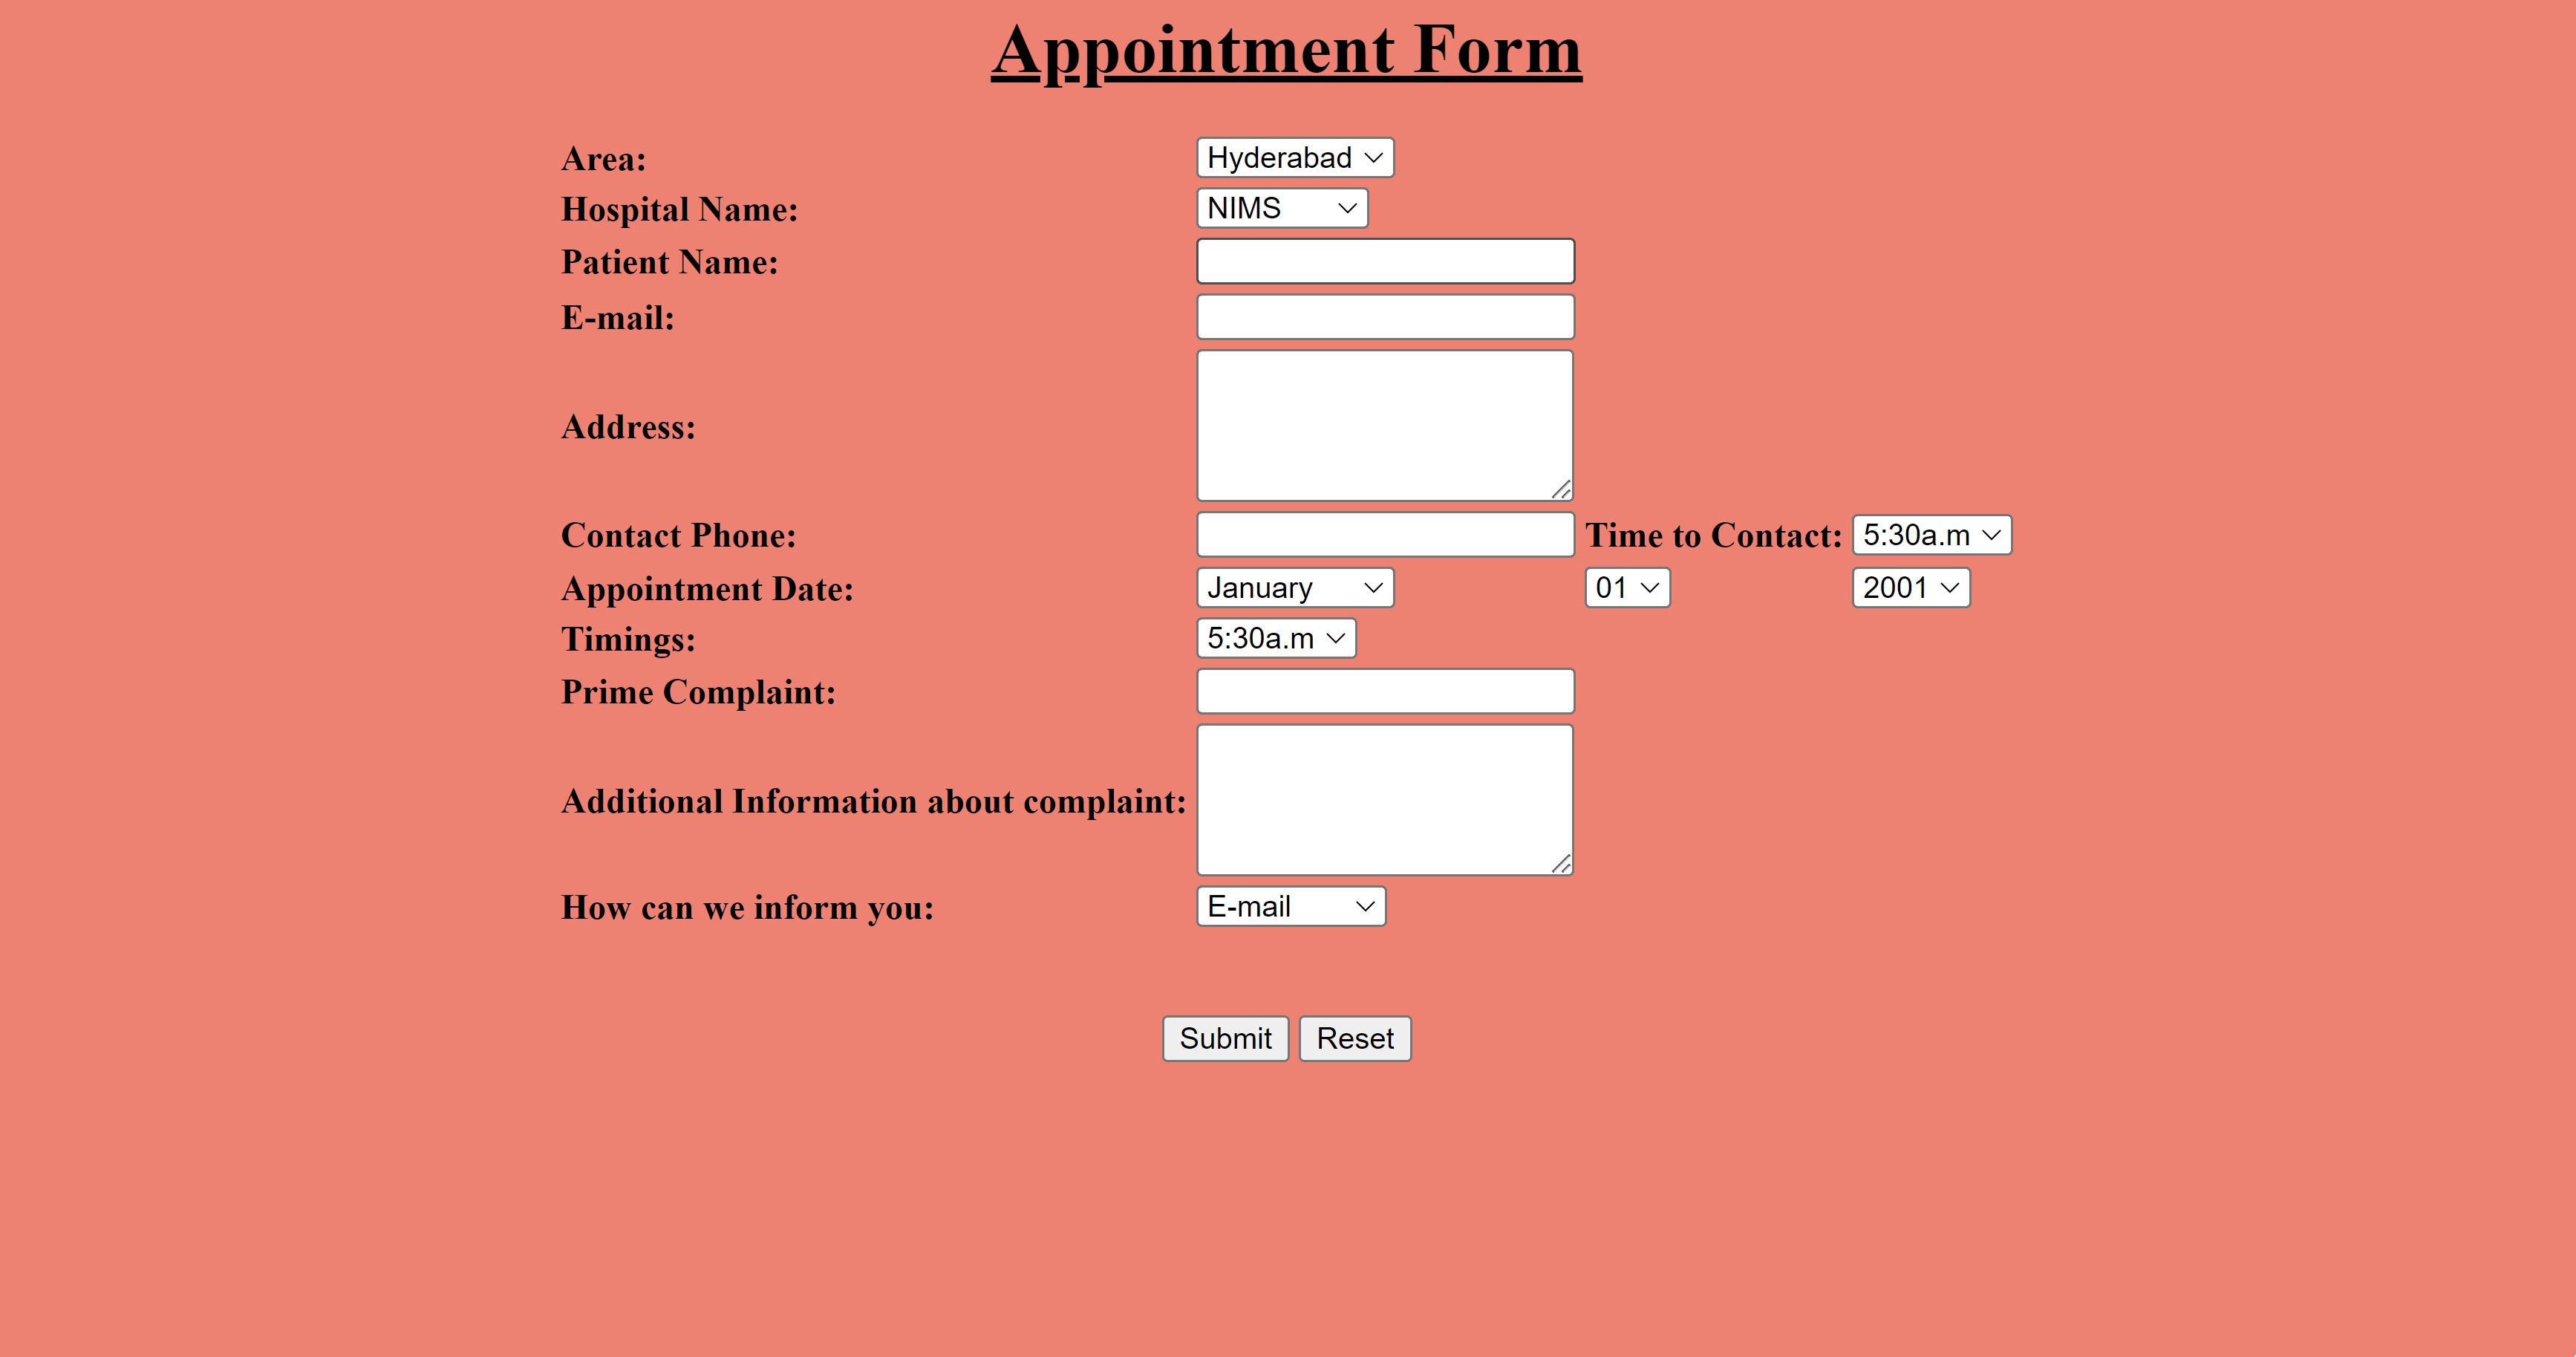 Appointment Form
Area: Hyderabad
Hospital Name: NIMS
Patient Name:
E-mail:
Address:
Contact Phone: Time to Contact: 5:30a.m
Appointment Date: January 01 2001
Timings: 5:30a.m
Prime Complaint:
Additional Information about complaint:
How can we inform you: E-mail
Submit Reset